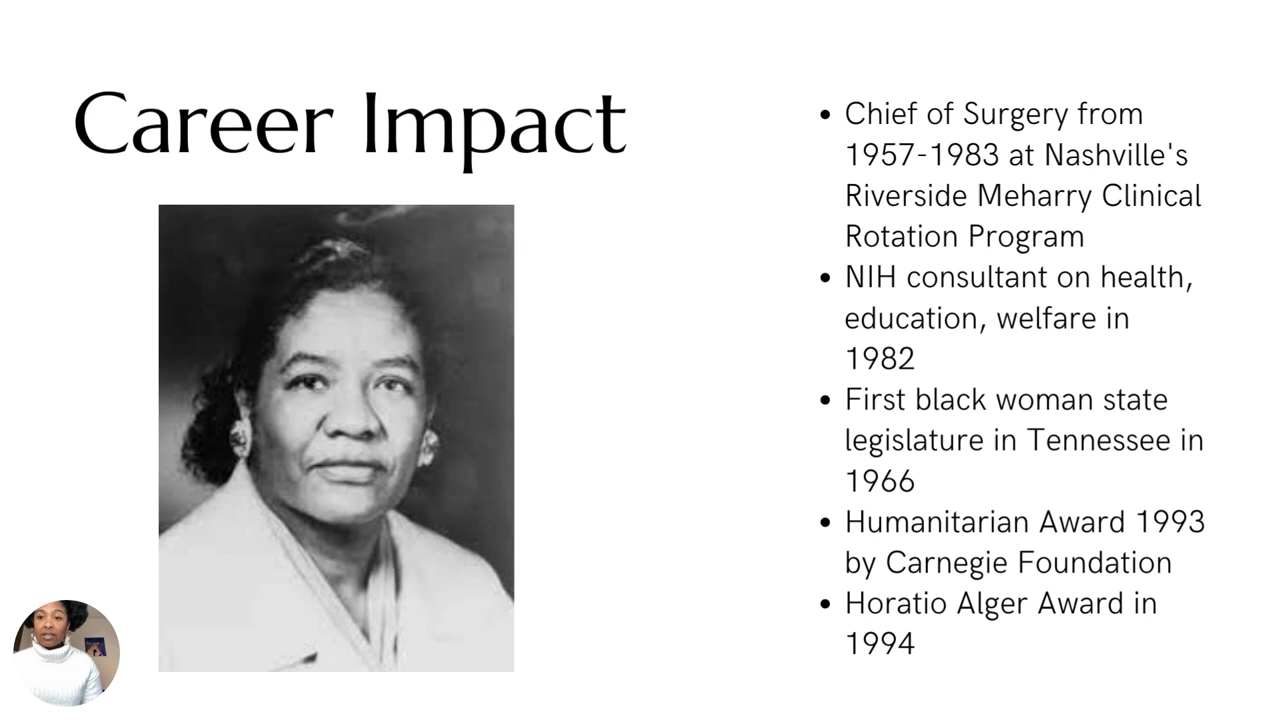 Career Impact
• Chief of Surgery from
1957-1983 at Nashville's
Riverside Meharry Clinical
Rotation Program
• NIH consultant on health,
education, welfare in
1982
• First black woman state
legislature in Tennessee in
1966
• Humanitarian Award 1993
by Carnegie Foundation
• Horatio Alger Award in
1994